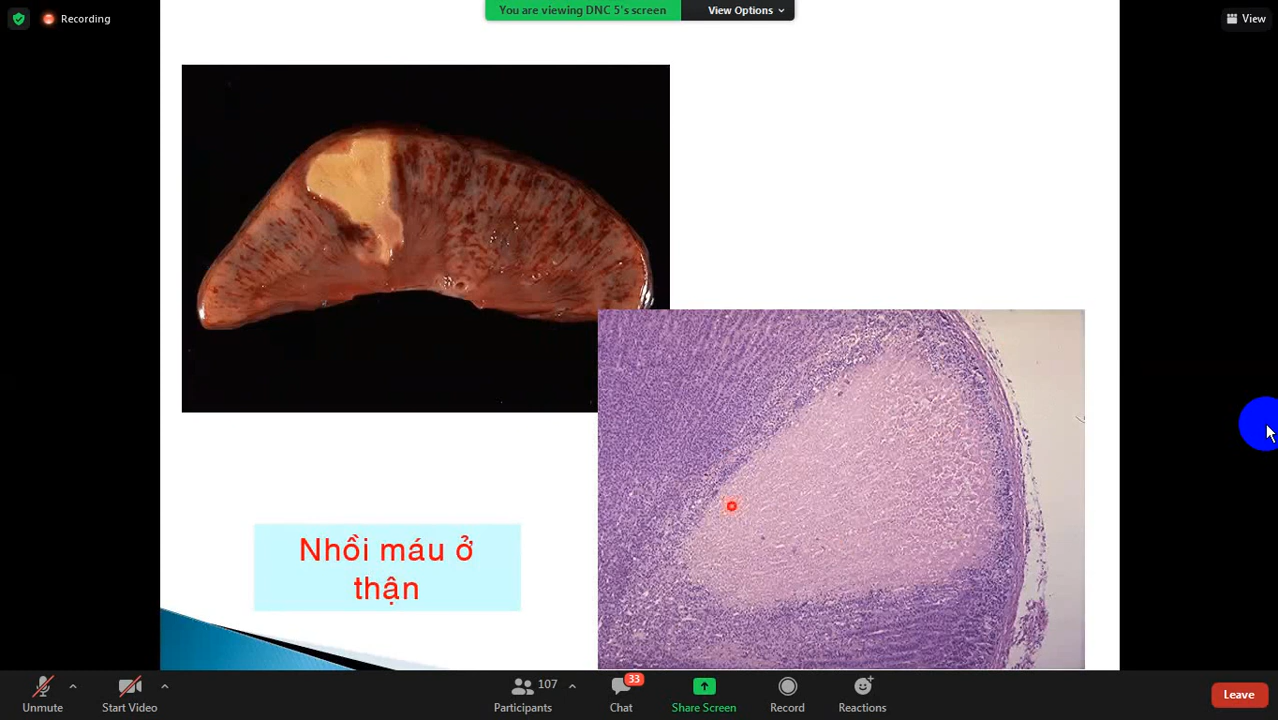 You are viewing DNC 5's screen
View Options
Recording
View
Nhồi máu ở
thận
Unmute
Start Video
107
Participants
33
Chat
Share Screen
Record
Reactions
Leave